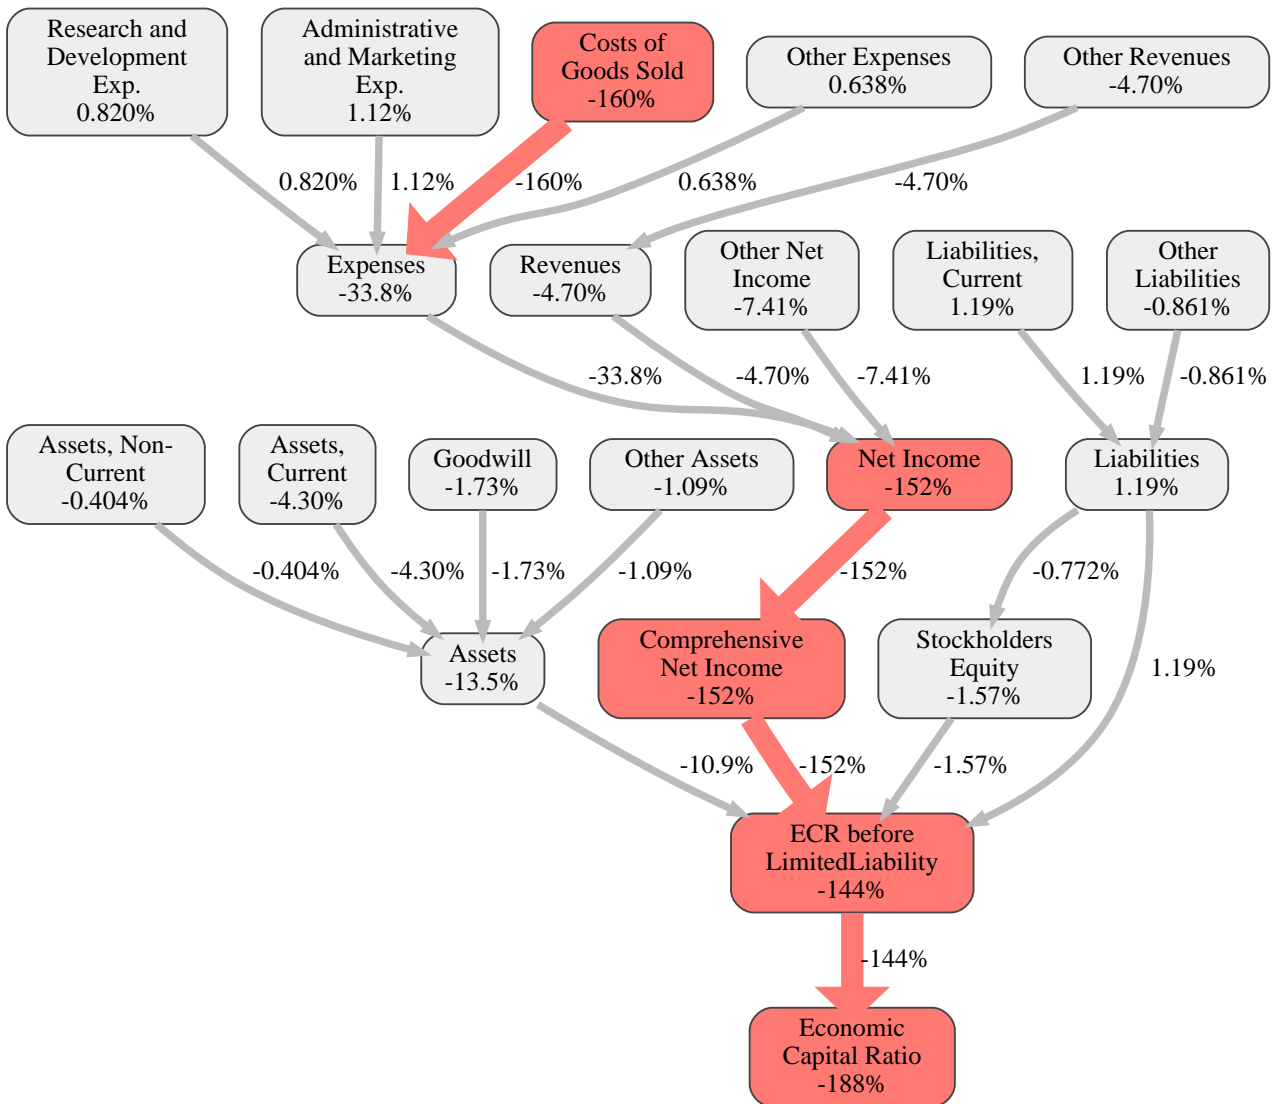 Research and
Development
Exp.
0.820%
Administrative
and Marketing
Exp.
1.12%
Costs of
Goods Sold
-160%
Other Expenses
0.638%
Other Revenues
-4.70%
0.820%
1.12%
-160%
0.638%
-4.70%
Expenses
-33.8%
Revenues
-4.70%
Other Net
Income
-7.41%
Liabilities,
Current
1.19%
Other
Liabilities
-0.861%
-33.8%
-4.70%
-7.41%
1.19%
-0.861%
Assets, Non-
Current
-0.404%
Assets,
Current
-4.30%
Goodwill
-1.73%
Other Assets
-1.09%
Net Income
-152%
Liabilities
1.19%
-0.404%
-4.30%
-1.73%
-1.09%
-152%
-0.772%
Assets
-13.5%
Comprehensive
Net Income
-152%
Stockholders
Equity
-1.57%
1.19%
-10.9%
-152%
-1.57%
ECR before
LimitedLiability
-144%
-144%
Economic
Capital Ratio
-188%